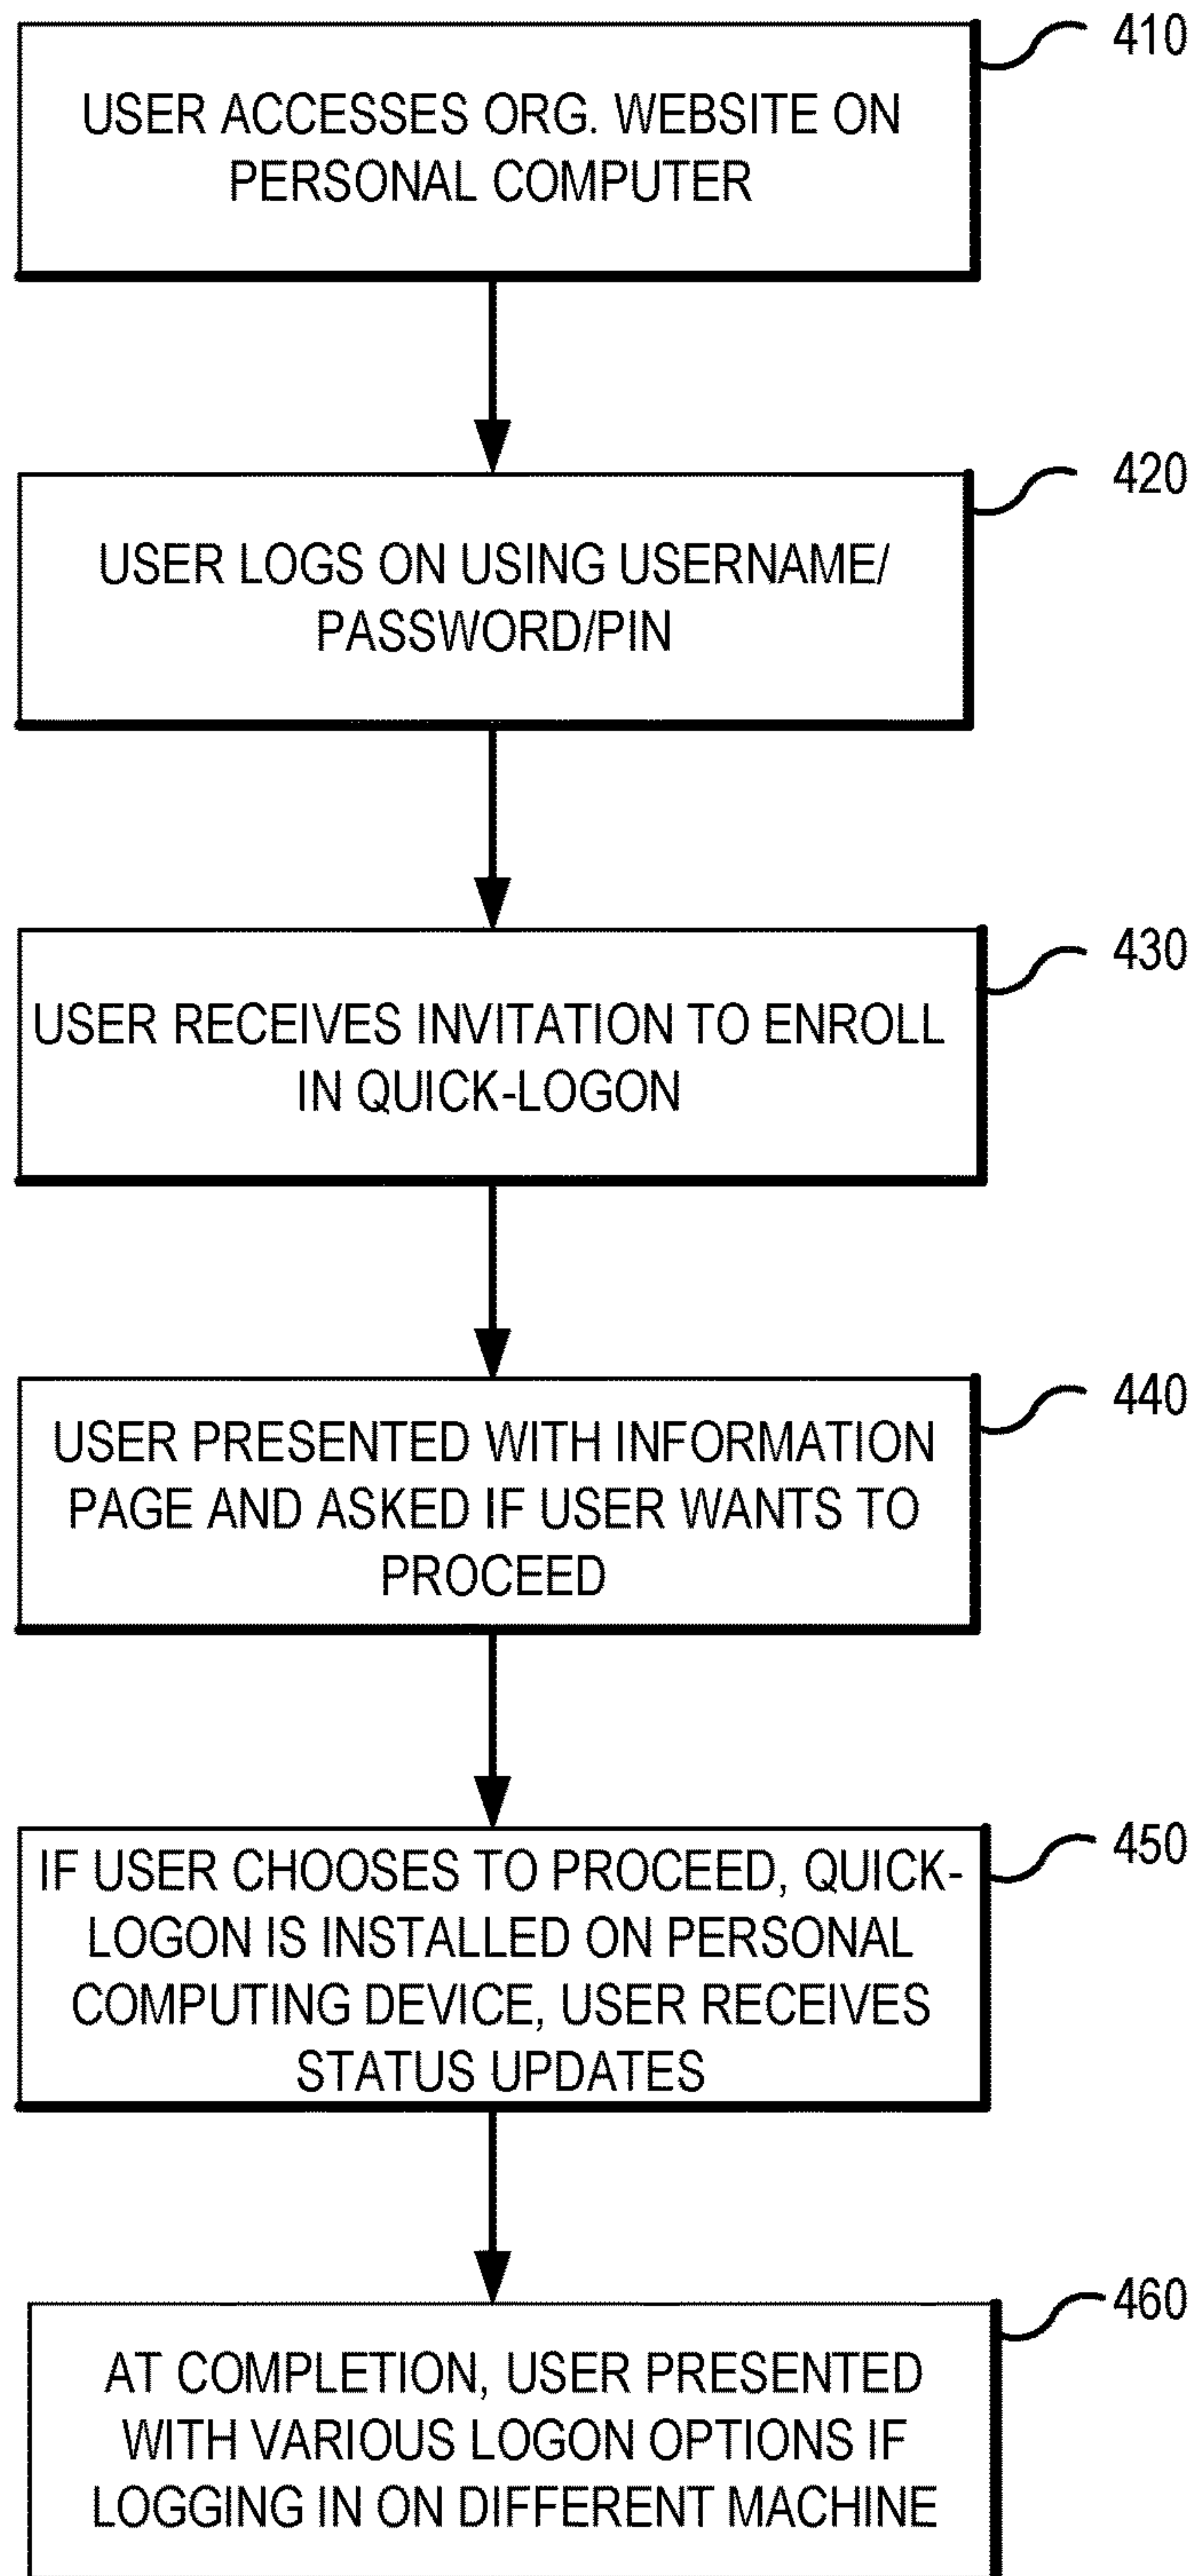 410
USER ACCESSES ORG. WEBSITE ON
PERSONAL COMPUTER
420
USER LOGS ON USING USERNAME/
PASSWORD/PIN
430
USER RECEIVES INVITATION TO ENROLL
IN QUICK-LOGON
440
USER PRESENTED WITH INFORMATION
PAGE AND ASKED IF USER WANTS TO
PROCEED
450
IF USER CHOOSES TO PROCEED, QUICK-
LOGON IS INSTALLED ON PERSONAL
COMPUTING DEVICE, USER RECEIVES
STATUS UPDATES
460
AT COMPLETION, USER PRESENTED
WITH VARIOUS LOGON OPTIONS IF
LOGGING IN ON DIFFERENT MACHINE